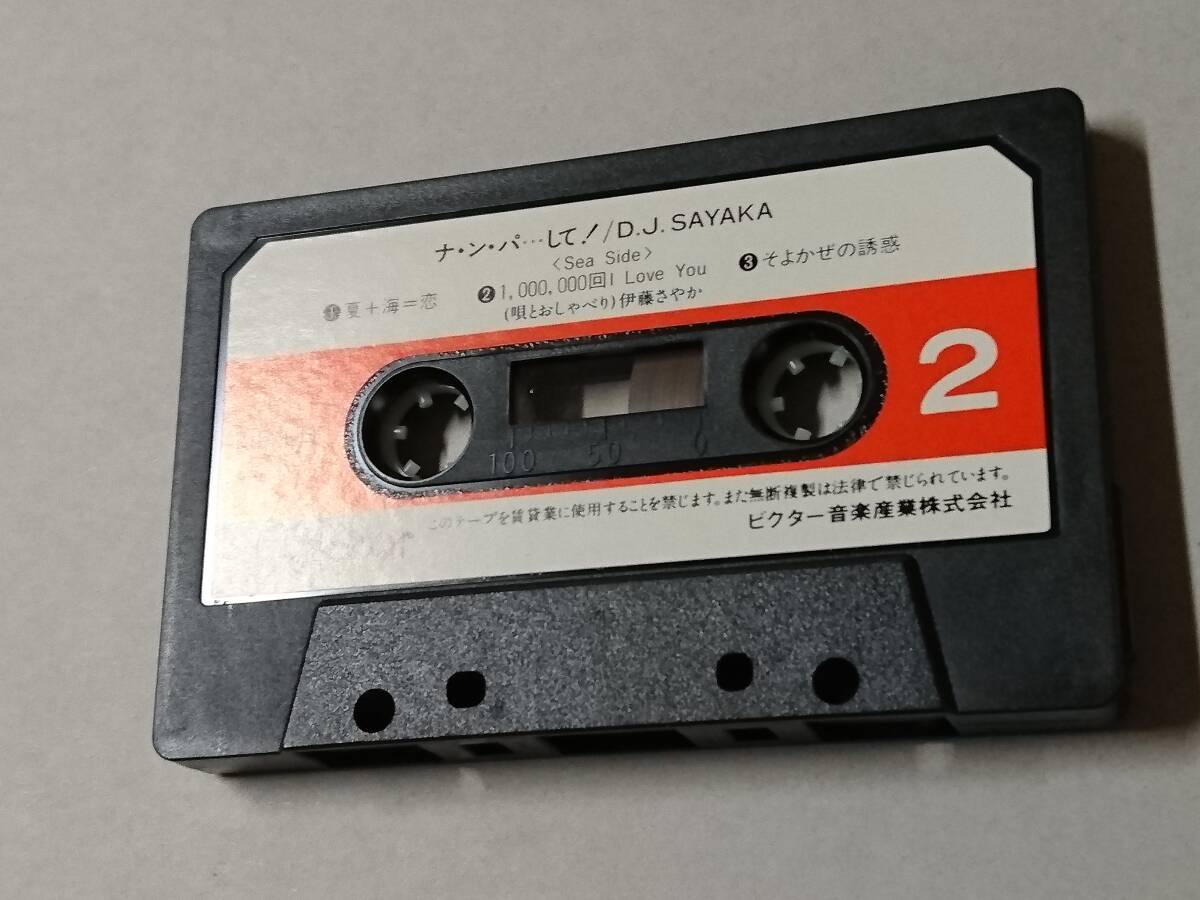 ナ・ン・パ…して!/D.J. SAYAKA
<Sea Side>
❶夏+海=恋
❷1,000,000回I Love You
❸そよかぜの誘惑
(唄とおしゃべり)伊藤さやか
2
100 50 0
このテープを賃貸業に使用することを禁じます。また無断複製は法律で禁じられています。
ビクター音楽産業株式会社